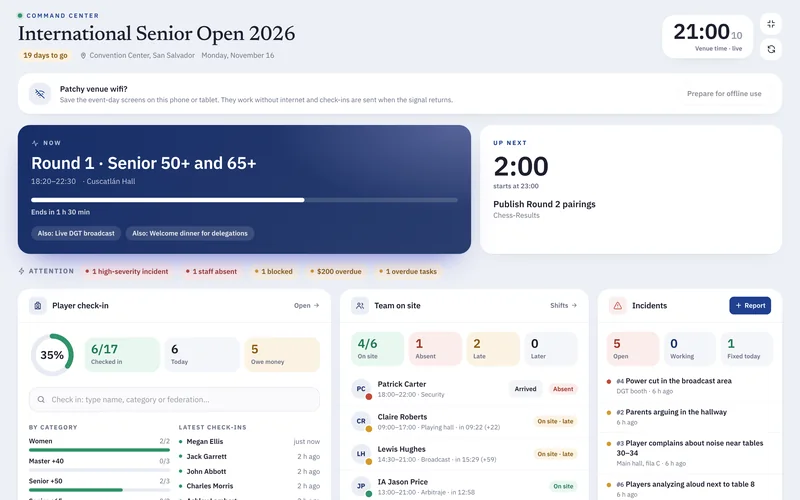 COMMAND CENTER
International Senior Open 2026
19 days to go
Convention Center, San Salvador
Monday, November 16
21:00 10
Venue time · live
Patchy venue wifi?
Save the event-day screens on this phone or tablet. They work without internet and check-ins are sent when the signal returns.
Prepare for offline use
NOW
Round 1 · Senior 50+ and 65+
18:20–22:30 · Cuscatlán Hall
Ends in 1 h 30 min
Also: Live DGT broadcast
Also: Welcome dinner for delegations
UP NEXT
2:00
starts at 23:00
Publish Round 2 pairings
Chess-Results
ATTENTION
1 high-severity incident
1 staff absent
1 blocked
$200 overdue
1 overdue tasks
Player check-in
Open →
35%
6/17
Checked in
6
Today
5
Owe money
Check in: type name, category or federation...
BY CATEGORY
Women 2/2
Master +40 0/3
Senior +50 2/3
LATEST CHECK-INS
Megan Ellis just now
Jack Garrett 2 h ago
John Abbott 2 h ago
Charles Morris 2 h ago
Team on site
Shifts →
4/6
On site
1
Absent
2
Late
0
Later
PC
Patrick Carter
18:00–22:00 · Security
Arrived
Absent
CR
Claire Roberts
09:00–17:00 · Playing hall · in 09:22 (+22)
On site · late
LH
Lewis Hughes
14:30–21:00 · Broadcast · in 15:29 (+59)
On site · late
JP
IA Jason Price
13:00–21:00 · Arbitraje · in 12:58
On site
Incidents
+ Report
5
Open
0
Working
1
Fixed today
#4 Power cut in the broadcast area
DGT booth · 6 h ago
#2 Parents arguing in the hallway
6 h ago
#3 Player complains about noise near tables 30–34
Main hall, fila C · 6 h ago
#6 Players analyzing aloud next to table 8
6 h ago